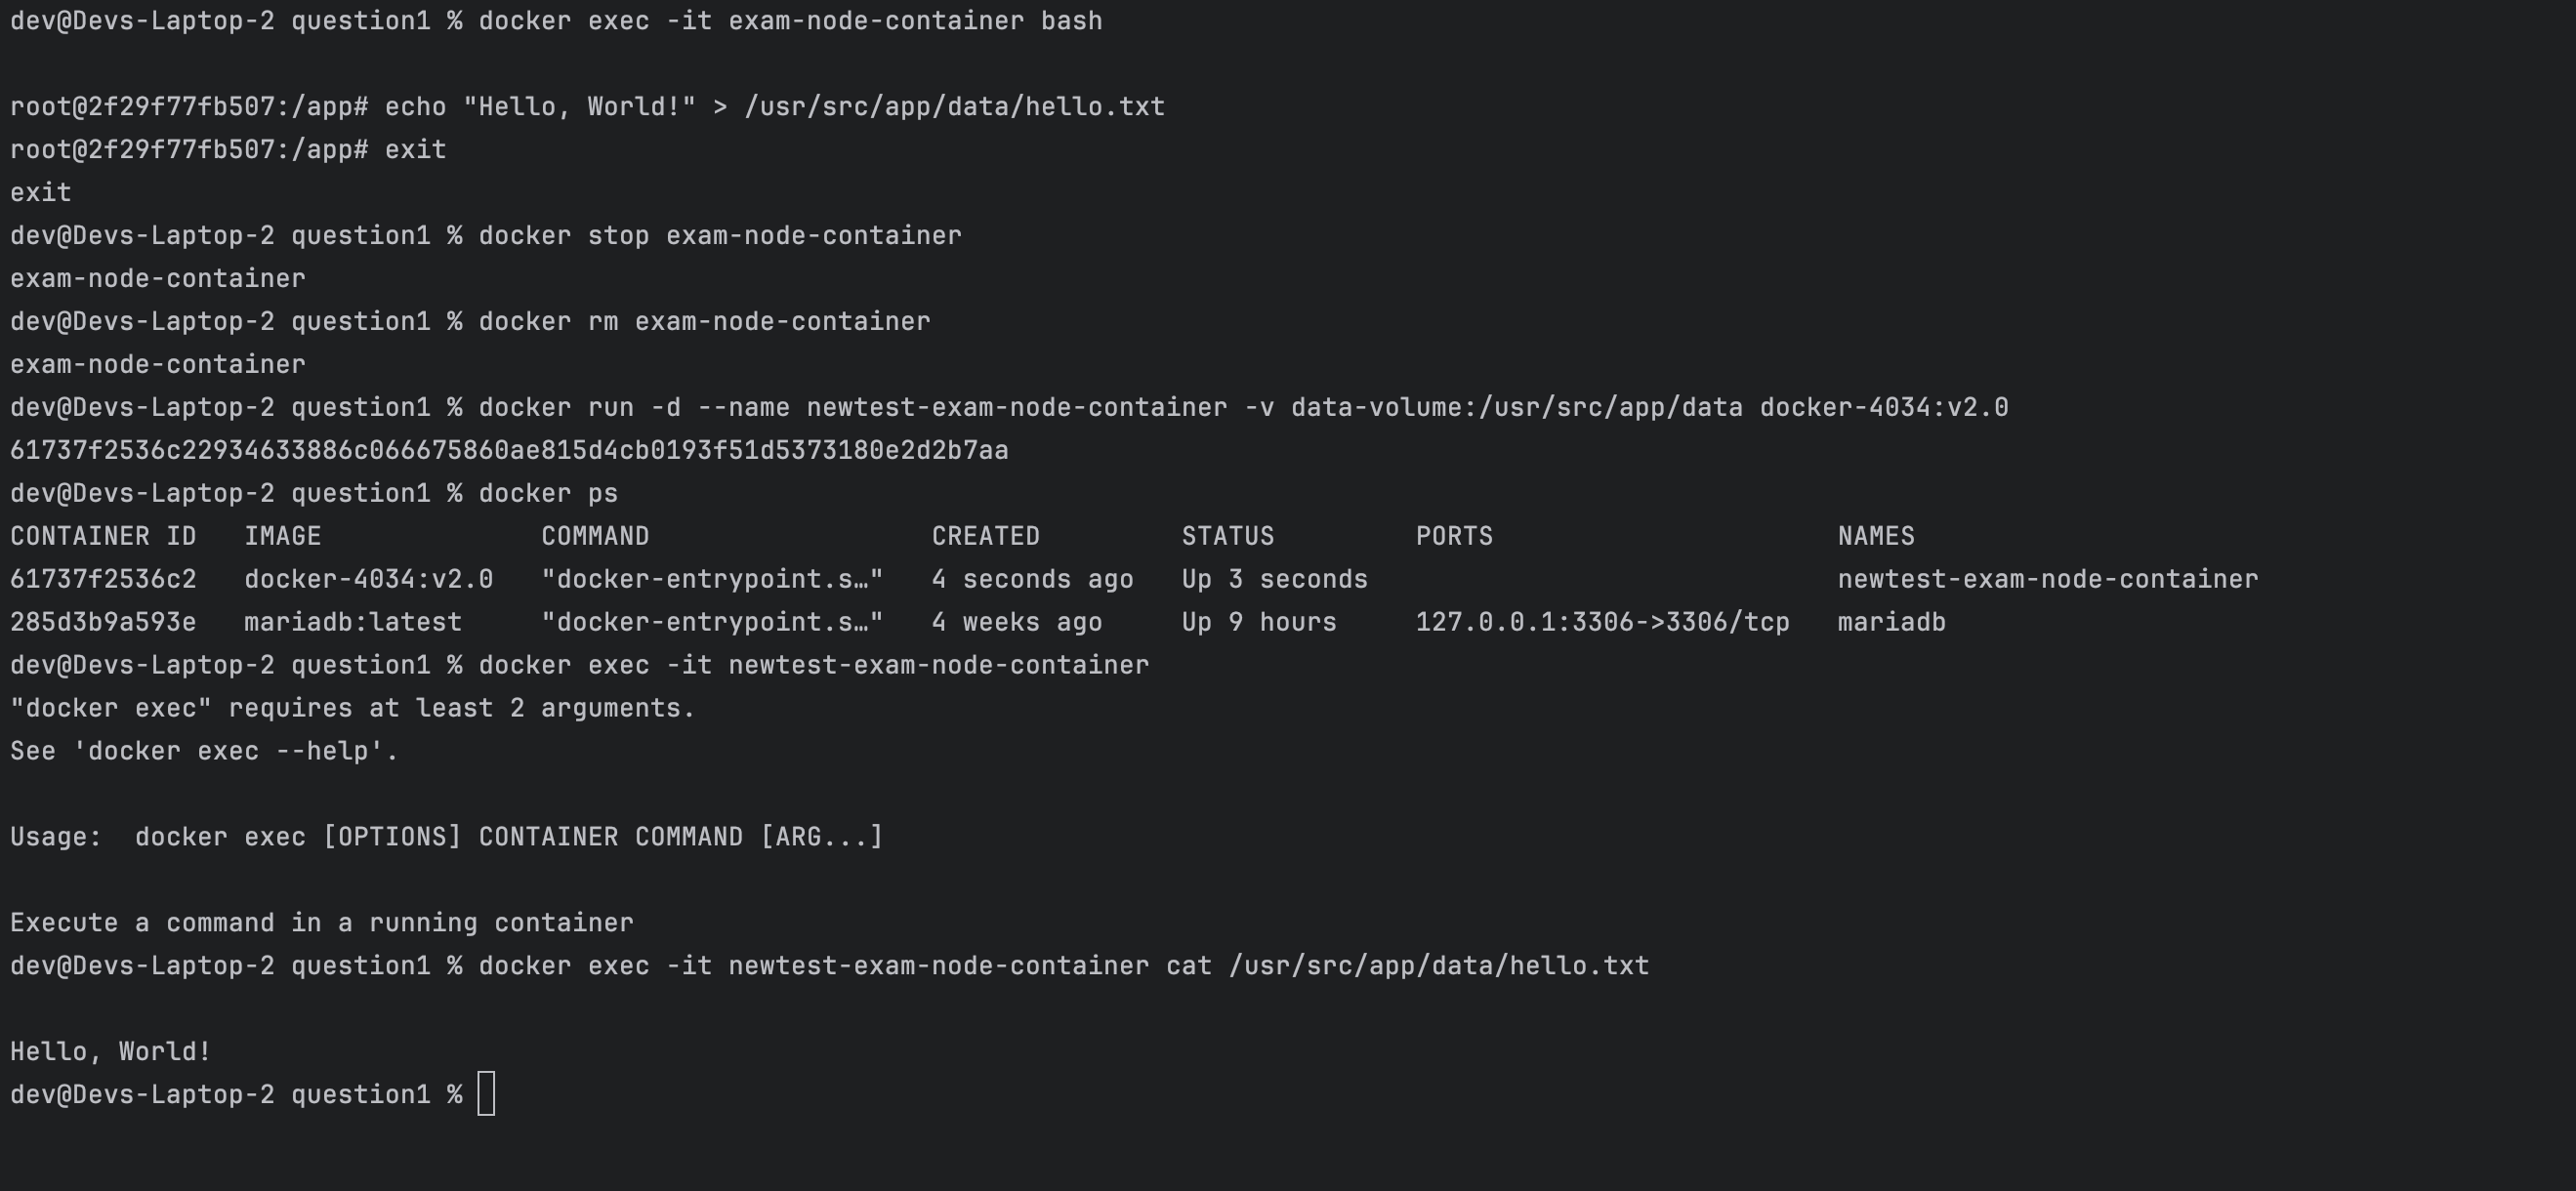 dev@Devs-Laptop-2 question1 % docker exec -it exam-node-container bash
root@2f29f77fb507:/app# echo "Hello, World!" > /usr/src/app/data/hello.txt
root@2f29f77fb507:/app# exit
exit
dev@Devs-Laptop-2 question1 % docker stop exam-node-container
exam-node-container
dev@Devs-Laptop-2 question1 % docker rm exam-node-container
exam-node-container
dev@Devs-Laptop-2 question1 % docker run -d --name newtest-exam-node-container -v data-volume:/usr/src/app/data docker-4034:v2.0
61737f2536c22934633886c066675860ae815d4cb0193f51d5373180e2d2b7aa
dev@Devs-Laptop-2 question1 % docker ps
CONTAINER ID   IMAGE              COMMAND                  CREATED         STATUS         PORTS                      NAMES
61737f2536c2   docker-4034:v2.0   "docker-entrypoint.s…"   4 seconds ago   Up 3 seconds                              newtest-exam-node-container
285d3b9a593e   mariadb:latest     "docker-entrypoint.s…"   4 weeks ago     Up 9 hours     127.0.0.1:3306->3306/tcp   mariadb
dev@Devs-Laptop-2 question1 % docker exec -it newtest-exam-node-container
"docker exec" requires at least 2 arguments.
See 'docker exec --help'.
Usage:  docker exec [OPTIONS] CONTAINER COMMAND [ARG...]
Execute a command in a running container
dev@Devs-Laptop-2 question1 % docker exec -it newtest-exam-node-container cat /usr/src/app/data/hello.txt
Hello, World!
dev@Devs-Laptop-2 question1 %